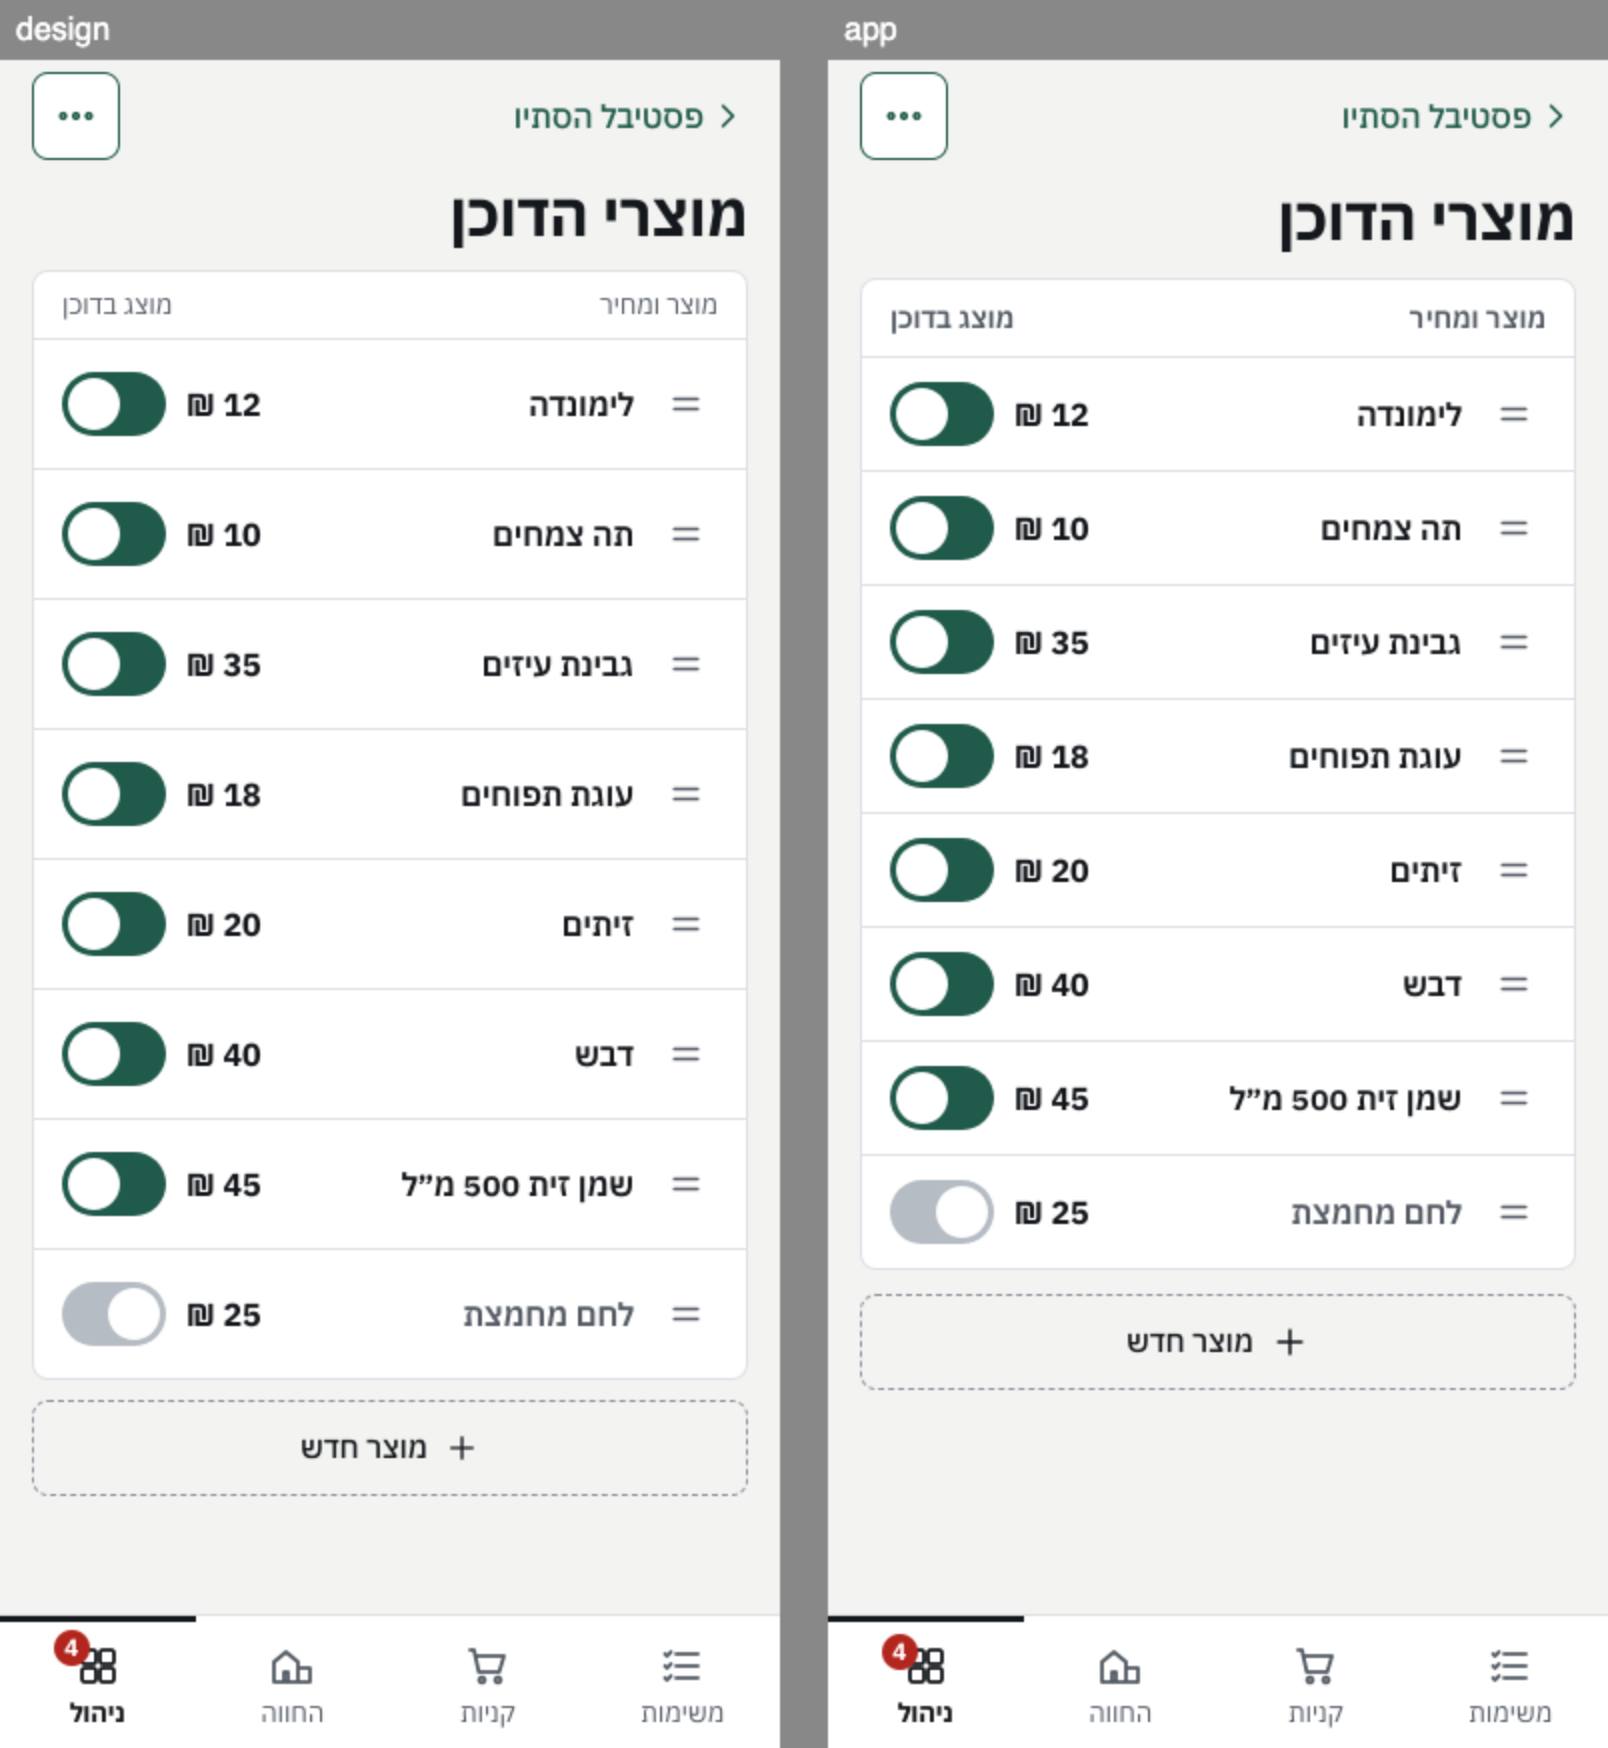 design
פסטיבל הסתיו
מוצרי הדוכן
מוצר ומחיר מוצג בדוכן
לימונדה 12 ₪
תה צמחים 10 ₪
גבינת עיזים 35 ₪
עוגת תפוחים 18 ₪
זיתים 20 ₪
דבש 40 ₪
שמן זית 500 מ״ל 45 ₪
לחם מחמצת 25 ₪
+ מוצר חדש
4
משימות קניות החווה ניהול
app
פסטיבל הסתיו
מוצרי הדוכן
מוצר ומחיר מוצג בדוכן
לימונדה 12 ₪
תה צמחים 10 ₪
גבינת עיזים 35 ₪
עוגת תפוחים 18 ₪
זיתים 20 ₪
דבש 40 ₪
שמן זית 500 מ״ל 45 ₪
לחם מחמצת 25 ₪
+ מוצר חדש
4
משימות קניות החווה ניהול